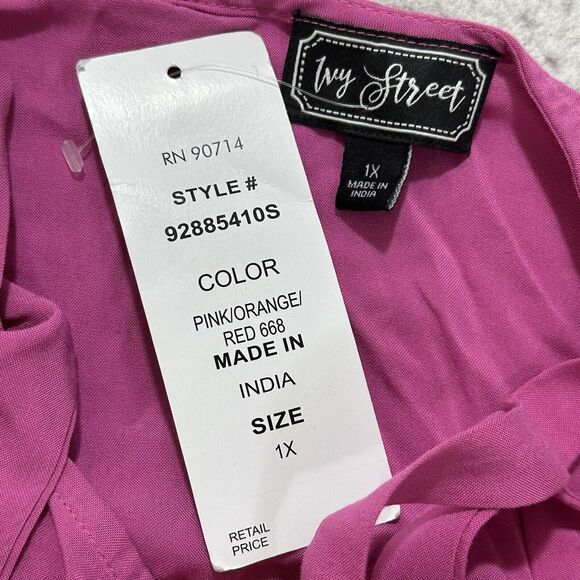 Ivy Street
1X
MADE IN
INDIA
RN 90714
STYLE #
92885410S
COLOR
PINK/ORANGE/
RED 668
MADE IN
INDIA
SIZE
1X
RETAIL
PRICE